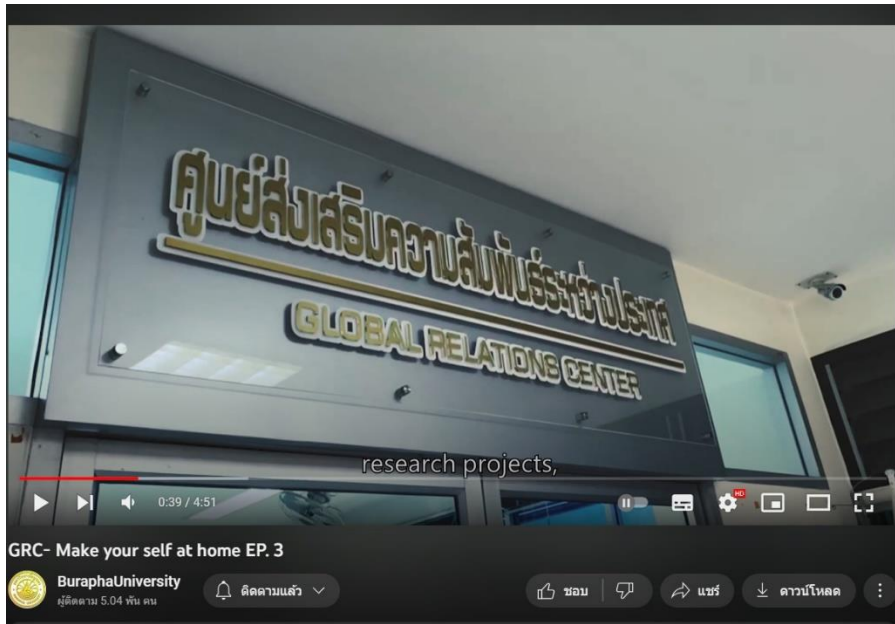 ศูนย์ส่งเสริมความสัมพันธ์ระหว่างประเทศ
GLOBAL RELATIONS CENTER
research projects,
0:39 / 4:51
HD
GRC- Make your self at home EP. 3
BuraphaUniversity
ผู้ติดตาม 5.04 พัน คน
ติดตามแล้ว
ชอบ
แชร์
ดาวน์โหลด